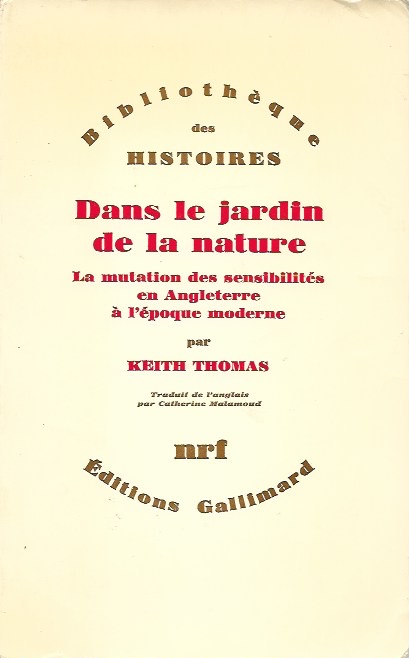 Bibliothèque
des
HISTOIRES
Dans le jardin
de la nature
La mutation des sensibilités
en Angleterre
à l'époque moderne
par
KEITH THOMAS
Traduit de l'anglais
par Catherine Malamoud
nrf
Éditions Gallimard